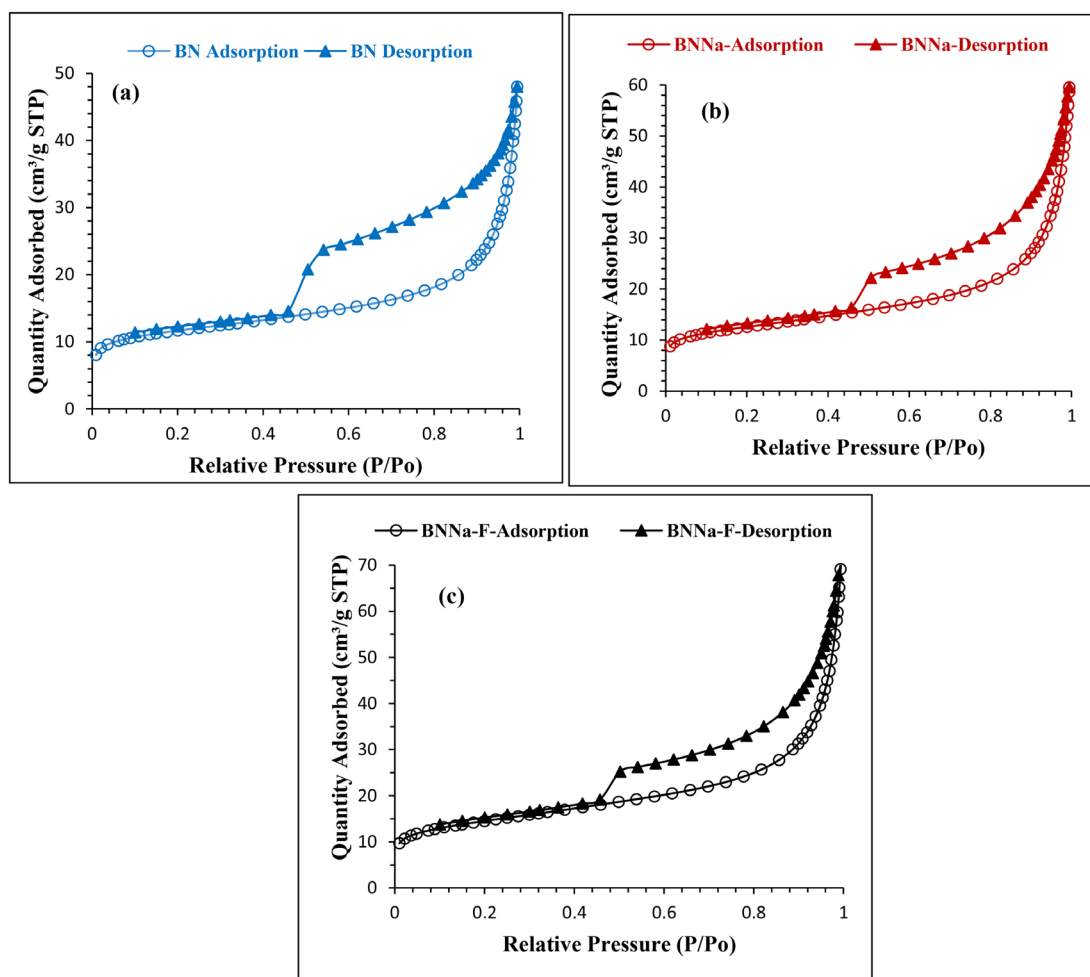 BN Adsorption BN Desorption
(a)
Quantity Adsorbed (cm³/g STP)
50
40
30
20
10
0
0 0.2 0.4 0.6 0.8 1
Relative Pressure (P/Po)
BNNa-Adsorption BNNa-Desorption
(b)
Quantity Adsorbed (cm³/g STP)
60
50
40
30
20
10
0
0 0.2 0.4 0.6 0.8 1
Relative Pressure (P/Po)
BNNa-F-Adsorption BNNa-F-Desorption
(c)
Quantity Adsorbed (cm³/g STP)
70
60
50
40
30
20
10
0
0 0.2 0.4 0.6 0.8 1
Relative Pressure (P/Po)